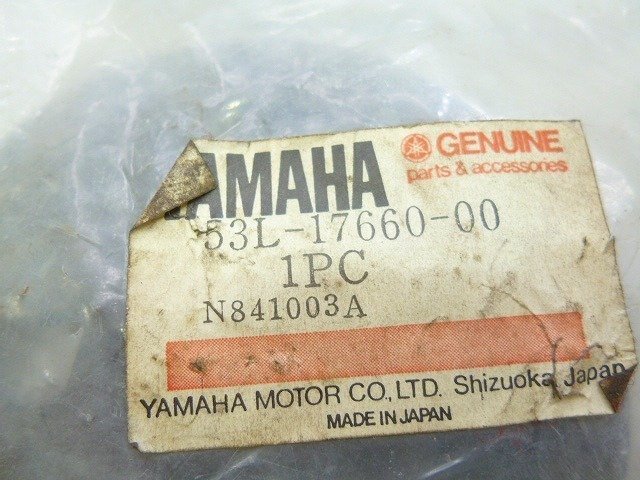 YAMAHA
GENUINE
parts & accessories
53L-17660-00
1PC
N841003A
YAMAHA MOTOR CO., LTD. Shizuoka, Japan
MADE IN JAPAN